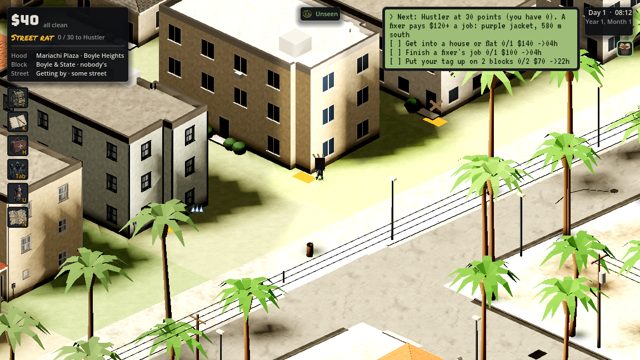 $40 all clean
STREET RAT 0 / 30 to Hustler
Hood Mariachi Plaza · Boyle Heights
Block Boyle & State · nobody's
Street Getting by · some street
H
Tab
U
Unseen
> Next: Hustler at 30 points (you have 0). A
fixer pays $120+ a job: purple jacket, 580 m
south
[ ] Get into a house or flat 0/1 $140 ->04h
[ ] Finish a fixer's job 0/1 $100 ->04h
[ ] Put your tag up on 2 blocks 0/2 $70 ->22h
Day 1 · 08:12
Year 1, Month 1